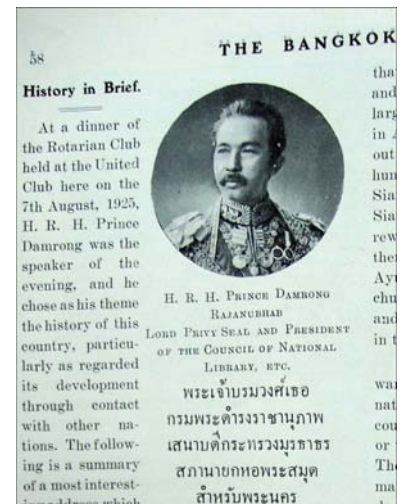 58
THE BANGKOK
History in Brief.
At a dinner of
the Rotarian Club
held at the United
Club here on the
7th August, 1925,
H. R. H. Prince
Damrong was the
speaker of the
evening, and he
chose as his theme
the history of this
country, particu-
larly as regarded
its development
through contact
with other na-
tions. The follow-
ing is a summary
of a most interest-
H. R. H. PRINCE DAMRONG
RAJANUBHAB
LORD PRIVY SEAL AND PRESIDENT
OF THE COUNCIL OF NATIONAL
LIBRARY, ETC.
พระเจ้าบรมวงศ์เธอ
กรมพระดำรงราชานุภาพ
เสนาบดีกระทรวงมุรธาธร
สภานายกหอพระสมุด
สำหรับพระนคร
and
in
out
Sia
Sia
and
in t